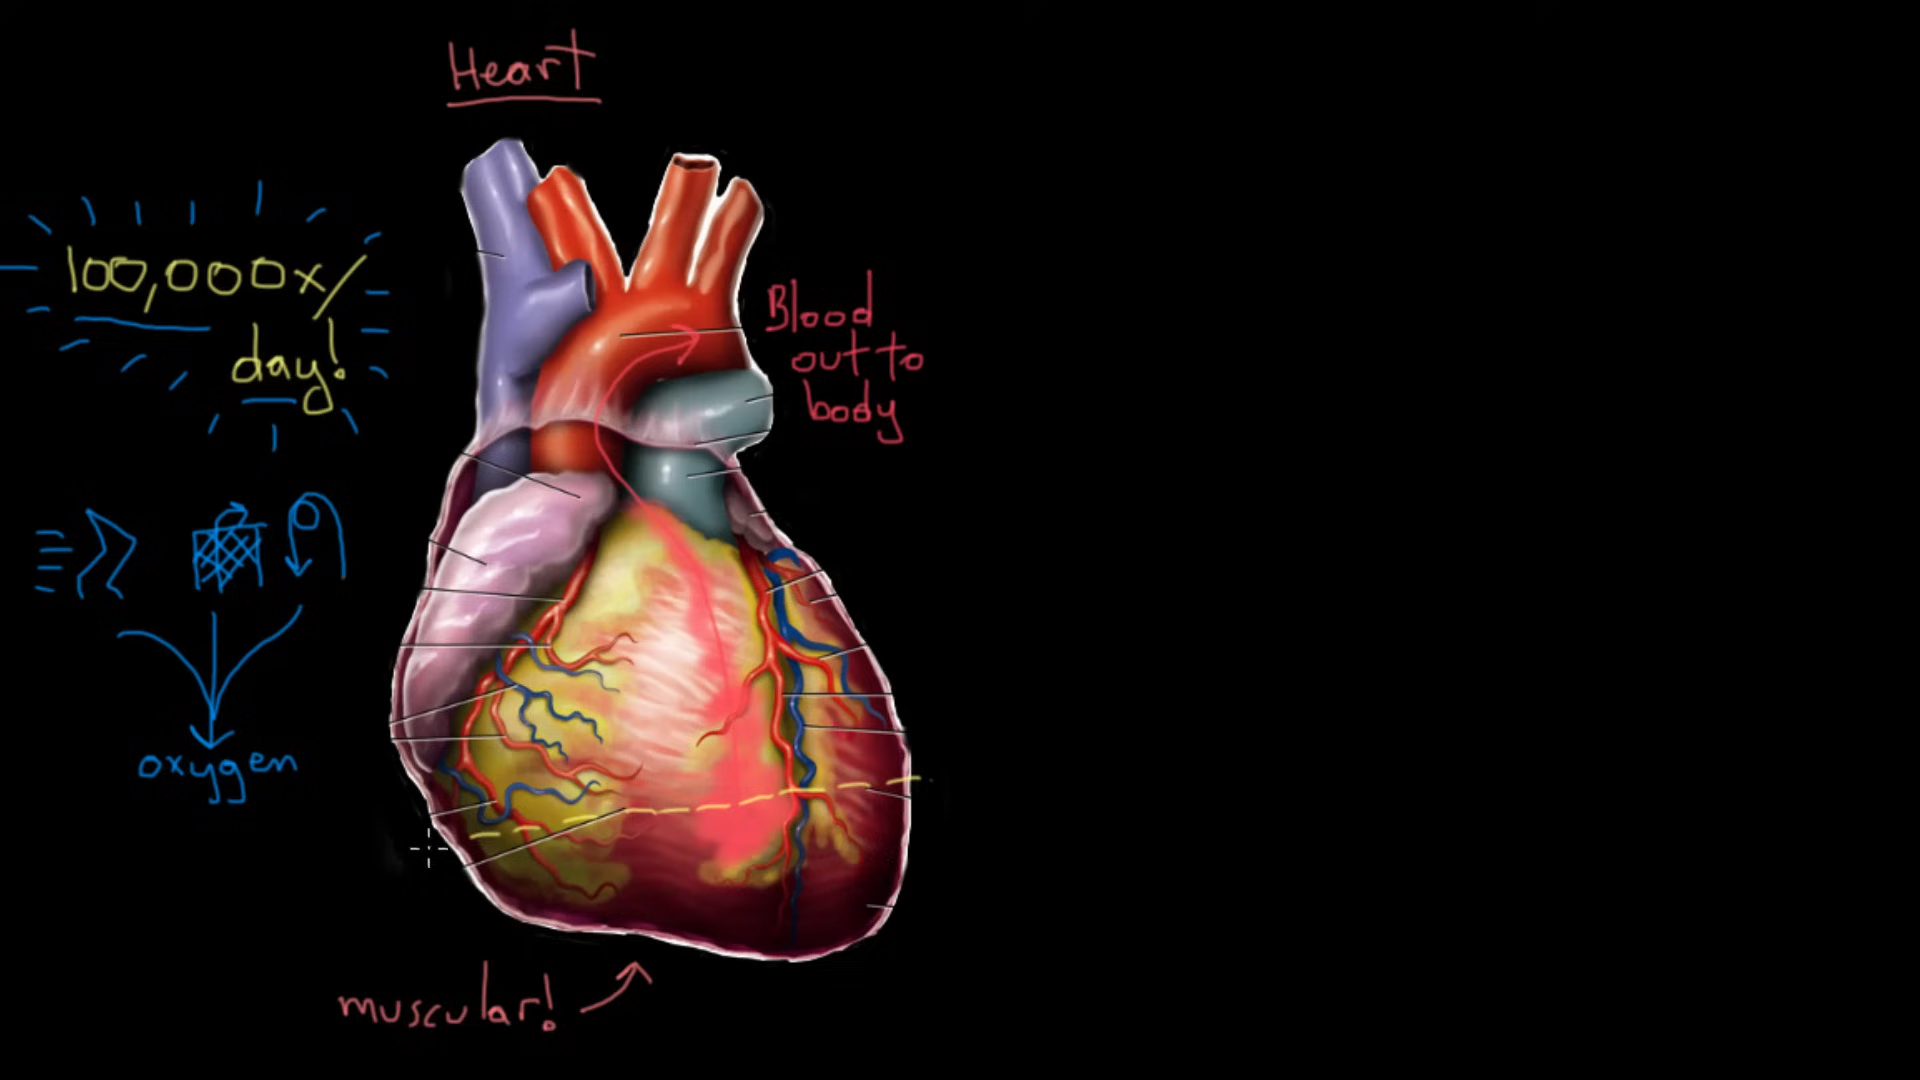 Heart
100,000x/
day!
Blood
out to
body
oxygen
muscular!